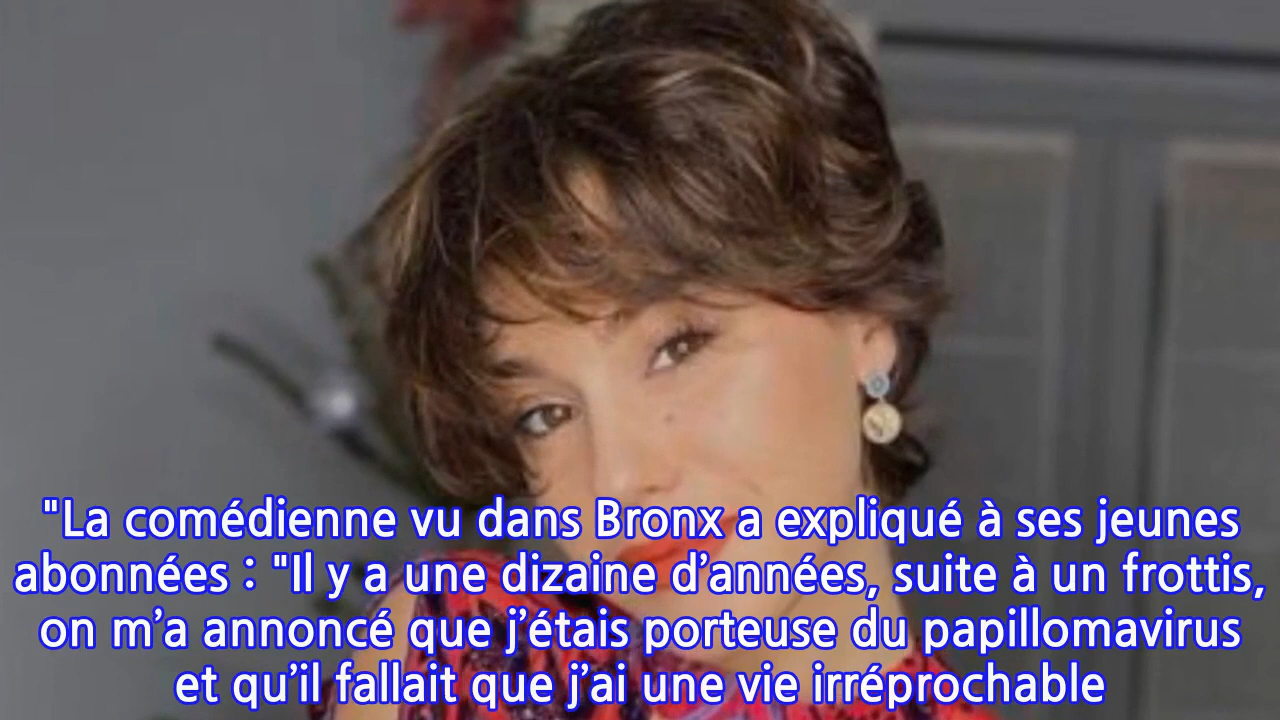 "La comédienne vu dans Bronx a expliqué à ses jeunes
abonnées : "Il y a une dizaine d’années, suite à un frottis,
on m’a annoncé que j’étais porteuse du papillomavirus
et qu’il fallait que j’ai une vie irréprochable